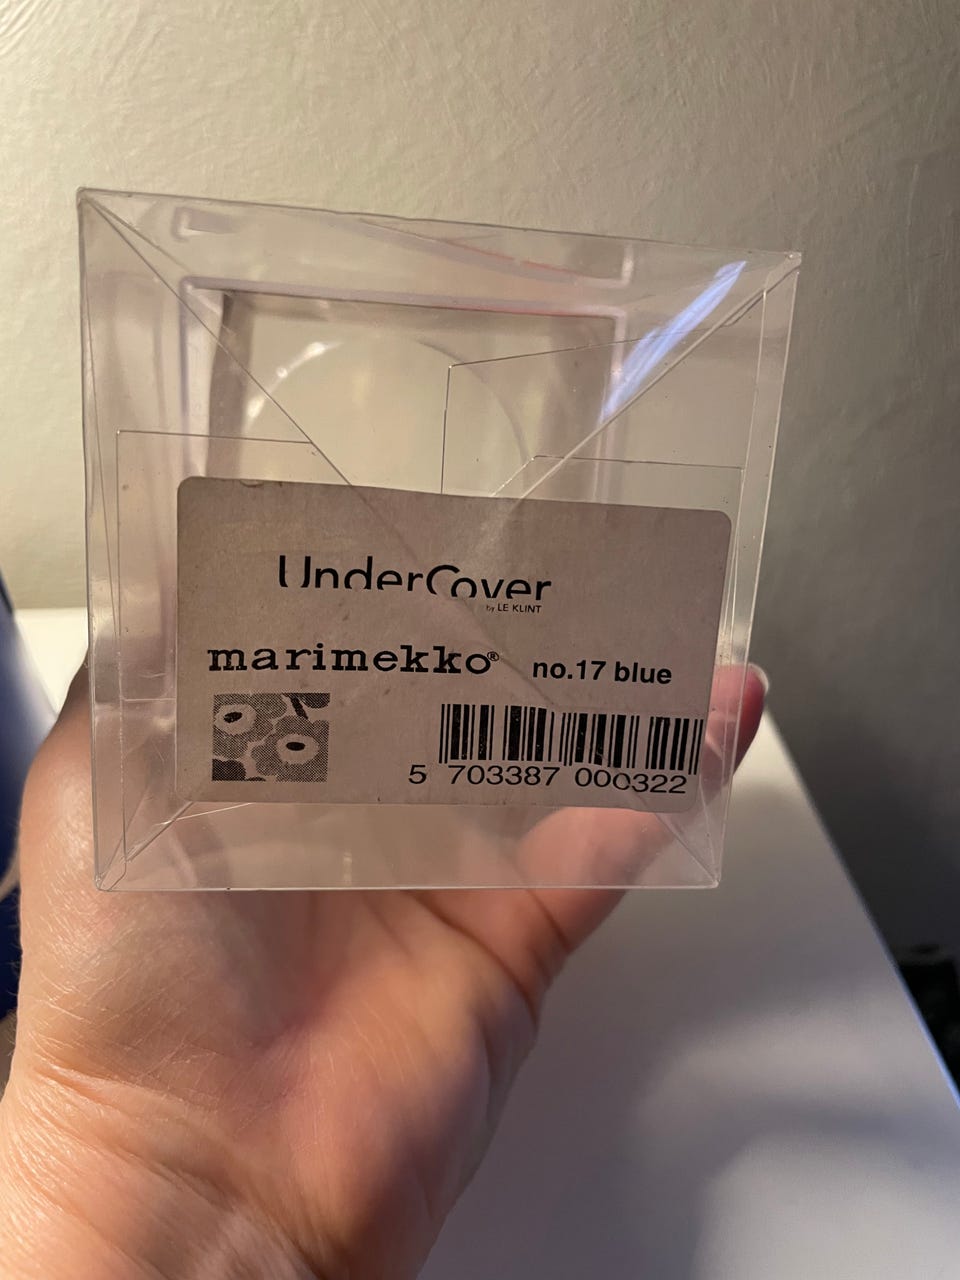 UnderCover
by LE KLINT
marimekko® no.17 blue
5 703387 000322